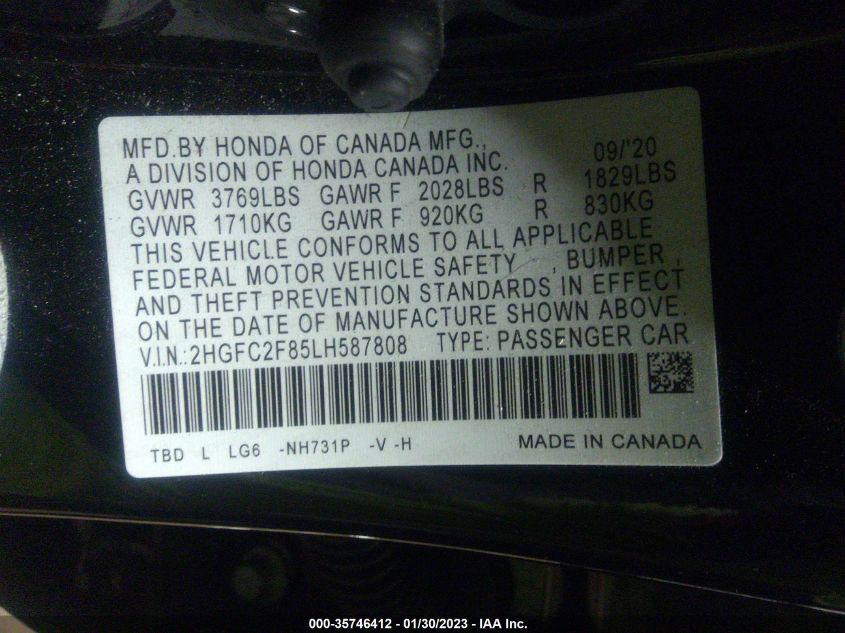 MFD.BY HONDA OF CANADA MFG., 09/'20
A DIVISION OF HONDA CANADA INC.
GVWR 3769LBS GAWR F 2028LBS R 1829LBS
GVWR 1710KG GAWR F 920KG R 830KG
THIS VEHICLE CONFORMS TO ALL APPLICABLE
FEDERAL MOTOR VEHICLE SAFETY , BUMPER ,
AND THEFT PREVENTION STANDARDS IN EFFECT
ON THE DATE OF MANUFACTURE SHOWN ABOVE.
V.I.N.:2HGFC2F85LH587808 TYPE: PASSENGER CAR
TBD L LG6 -NH731P -V -H MADE IN CANADA
000-35746412 - 01/30/2023 - IAA Inc.